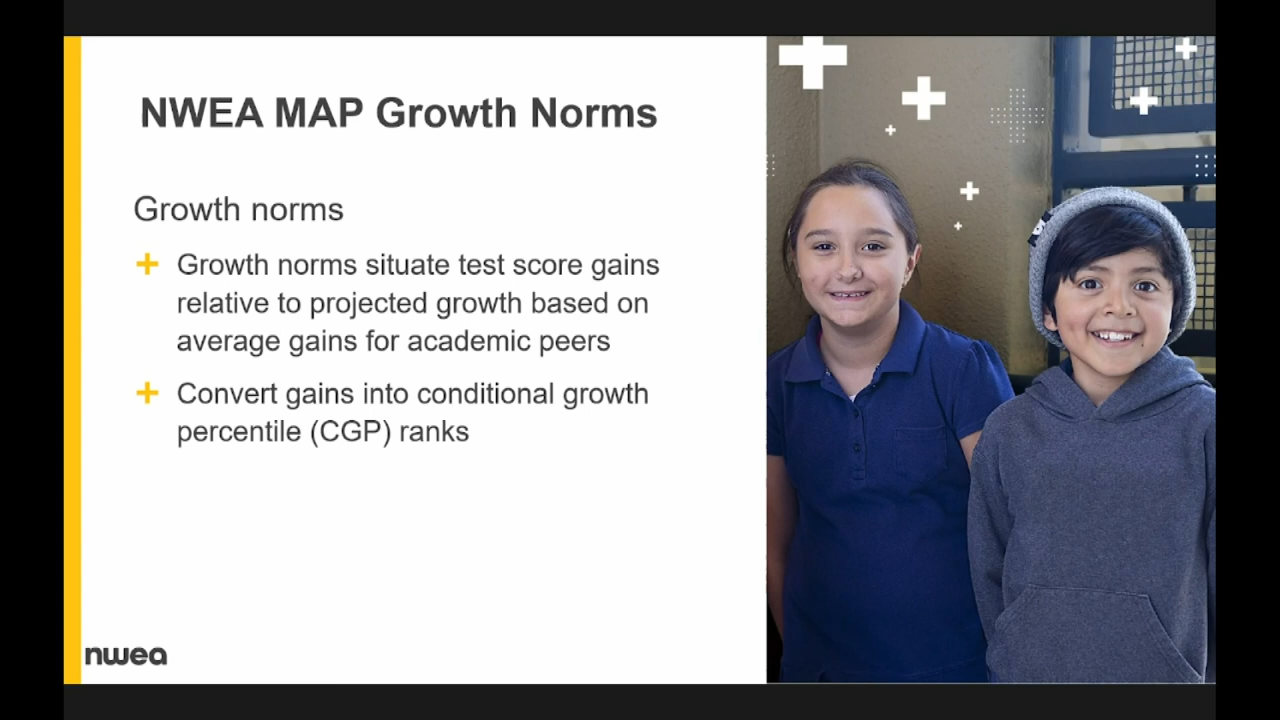 NWEA MAP Growth Norms
Growth norms
Growth norms situate test score gains
relative to projected growth based on
average gains for academic peers
Convert gains into conditional growth
percentile (CGP) ranks
nwea